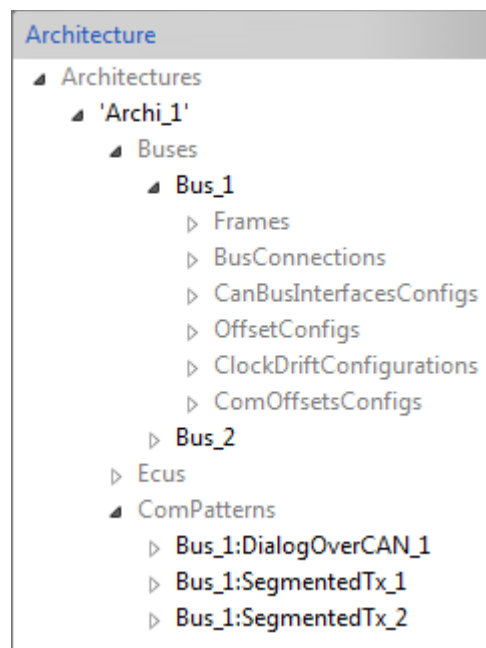 Architecture
Architectures
'Archi_1'
Buses
Bus_1
Frames
BusConnections
CanBusInterfacesConfigs
OffsetConfigs
ClockDriftConfigurations
ComOffsetsConfigs
Bus_2
Ecus
ComPatterns
Bus_1:DialogOverCAN_1
Bus_1:SegmentedTx_1
Bus_1:SegmentedTx_2